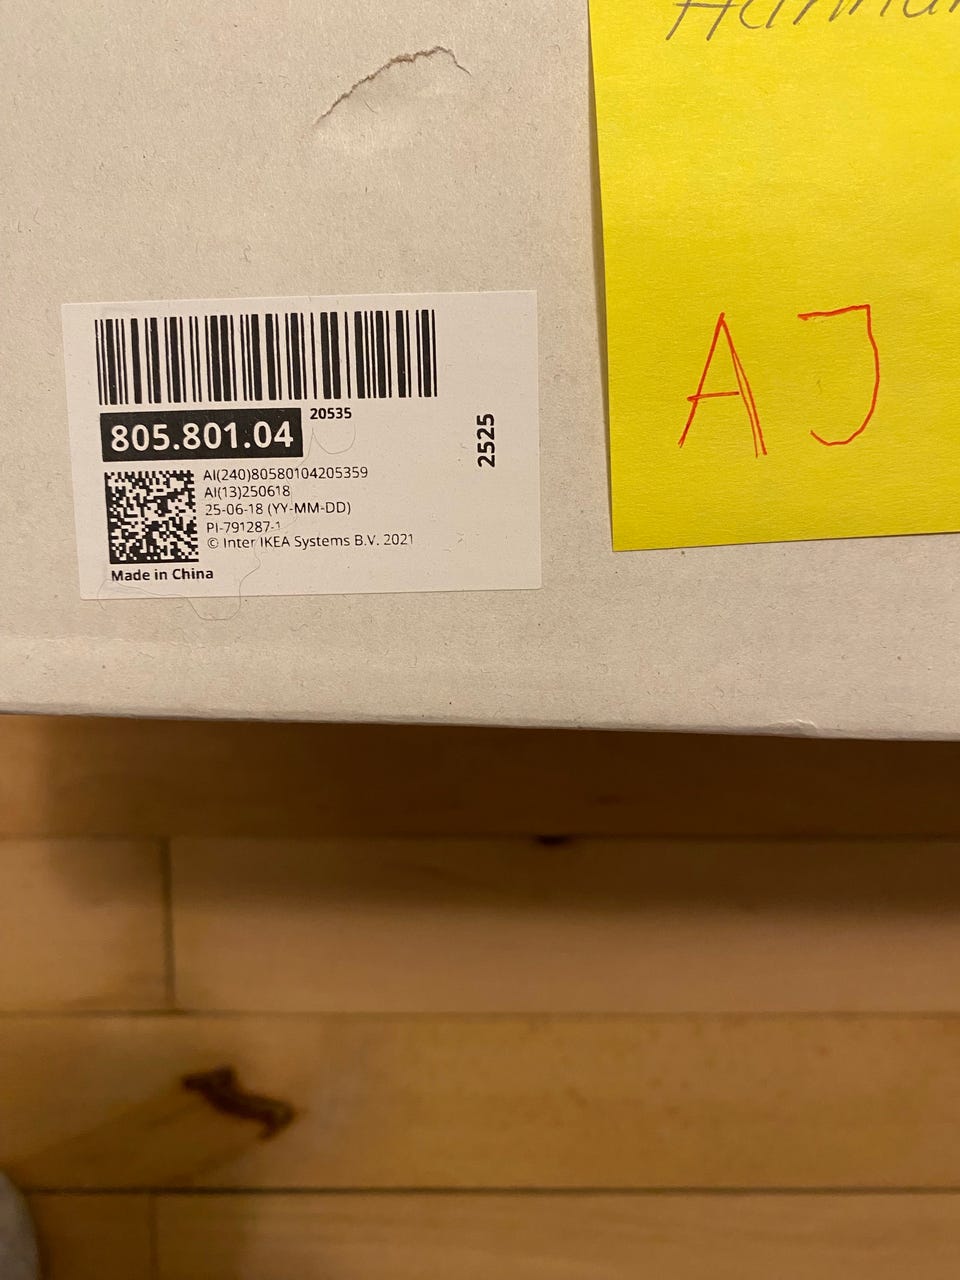 20535
805.801.04
2525
AI(240)80580104205359
AI(13)250618
25-06-18 (YY-MM-DD)
PI-791287-1
© Inter IKEA Systems B.V. 2021
Made in China
AJ